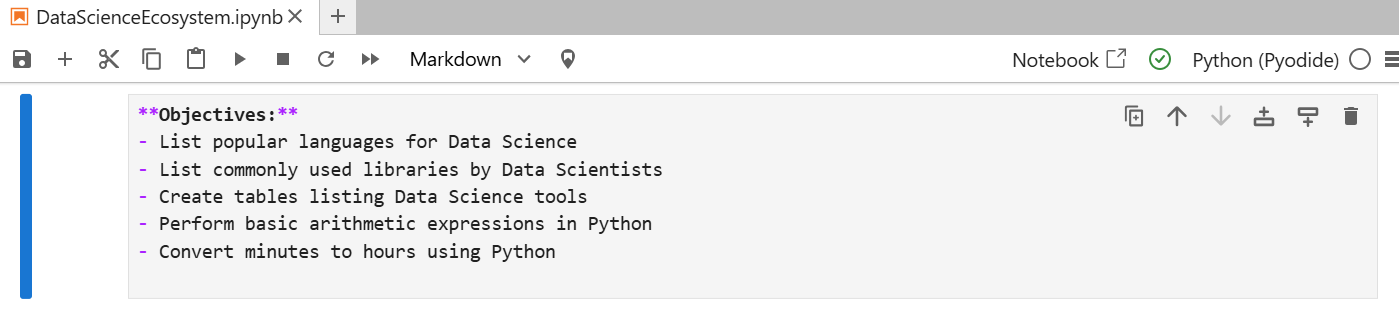 DataScienceEcosystem.ipynb
Markdown
Notebook
Python (Pyodide)
**Objectives:**
- List popular languages for Data Science
- List commonly used libraries by Data Scientists
- Create tables listing Data Science tools
- Perform basic arithmetic expressions in Python
- Convert minutes to hours using Python